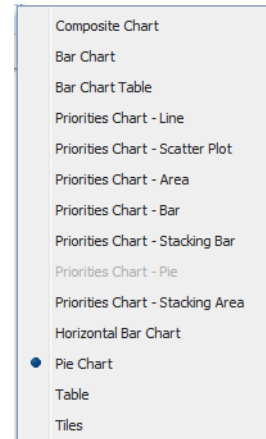 Composite Chart
Bar Chart
Bar Chart Table
Priorities Chart - Line
Priorities Chart - Scatter Plot
Priorities Chart - Area
Priorities Chart - Bar
Priorities Chart - Stacking Bar
Priorities Chart - Pie
Priorities Chart - Stacking Area
Horizontal Bar Chart
Pie Chart
Table
Tiles